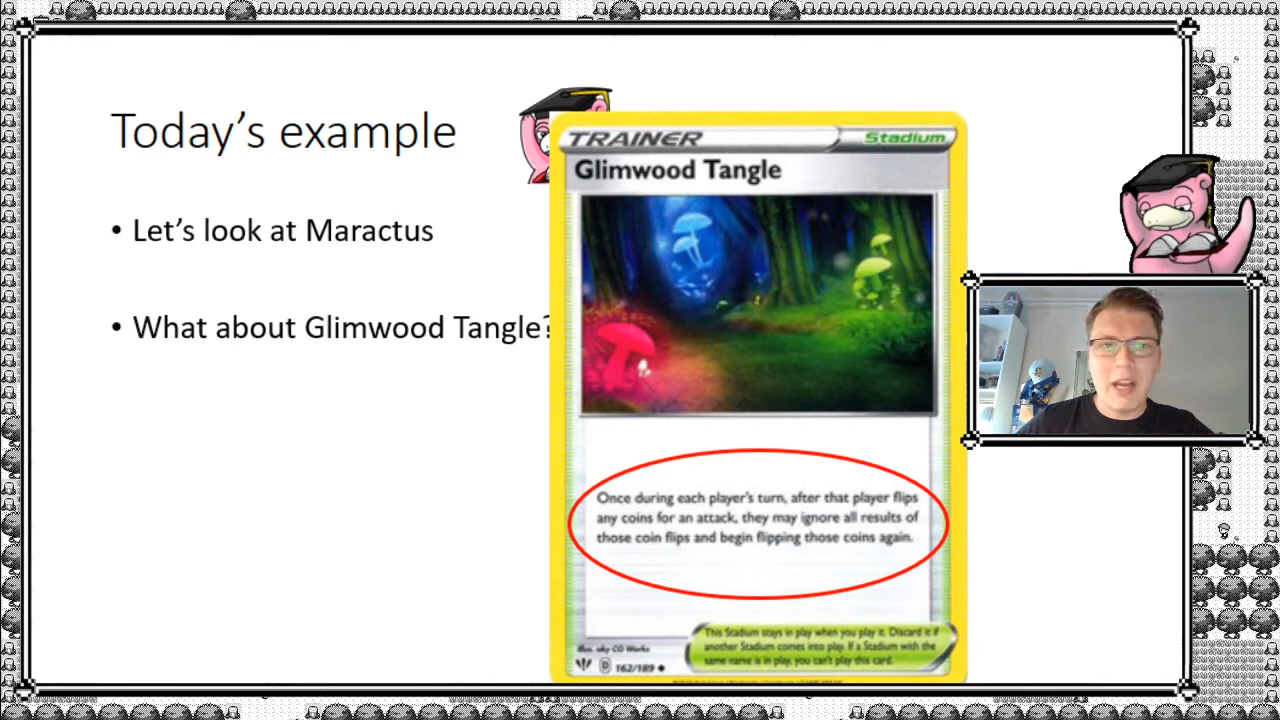 Today's example
• Let's look at Maractus
• What about Glimwood Tangle?
TRAINER
Stadium
Glimwood Tangle
Once during each player's turn, after that player flips
any coins for an attack, they may ignore all results of
those coin flips and begin flipping those coins again.
This Stadium stays in play when you play it. Discard it if
another Stadium comes into play. If a Stadium with the
same name is in play, you can't play this card.
Illus. aky CG Works
D 162/189